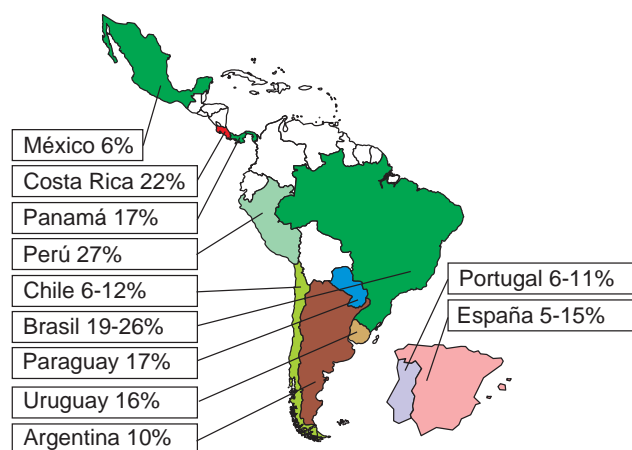 México 6%
Costa Rica 22%
Panamá 17%
Perú 27%
Chile 6-12%
Brasil 19-26%
Paraguay 17%
Uruguay 16%
Argentina 10%
Portugal 6-11%
España 5-15%